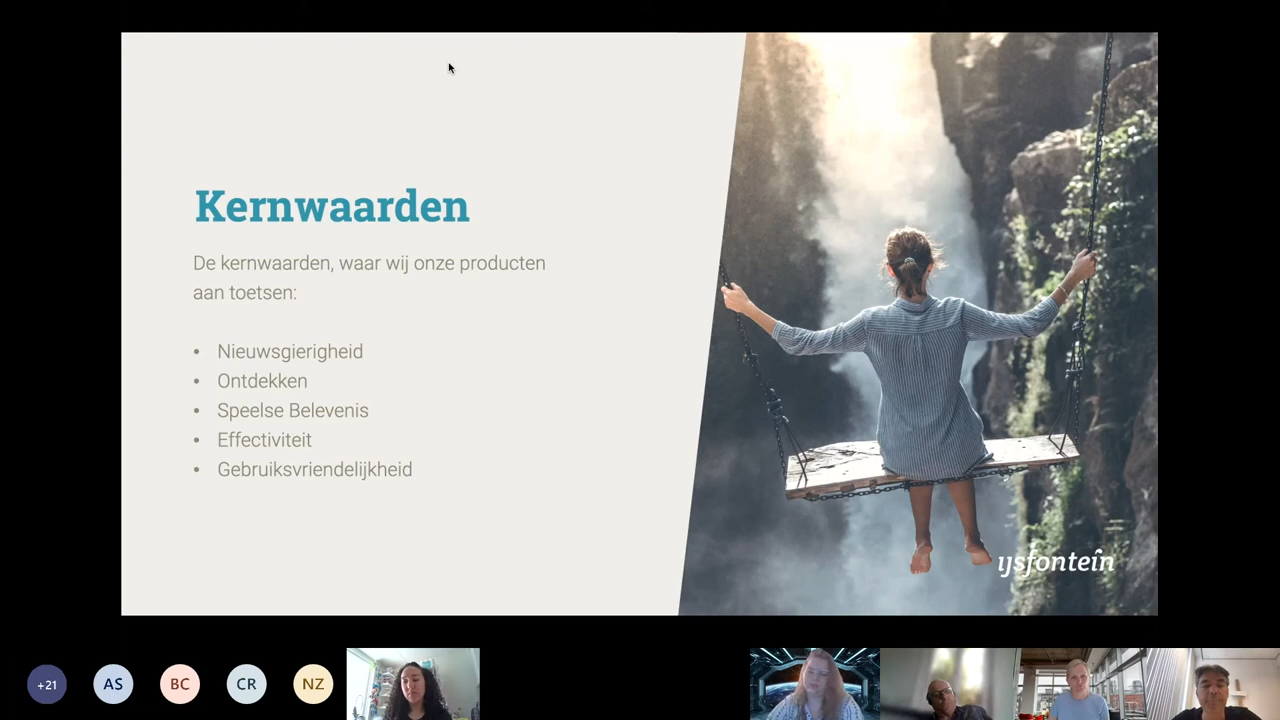 Kernwaarden
De kernwaarden, waar wij onze producten
aan toetsen:
• Nieuwsgierigheid
• Ontdekken
• Speelse Belevenis
• Effectiviteit
• Gebruiksvriendelijkheid
ijsfontein
+21
AS
BC
CR
NZ